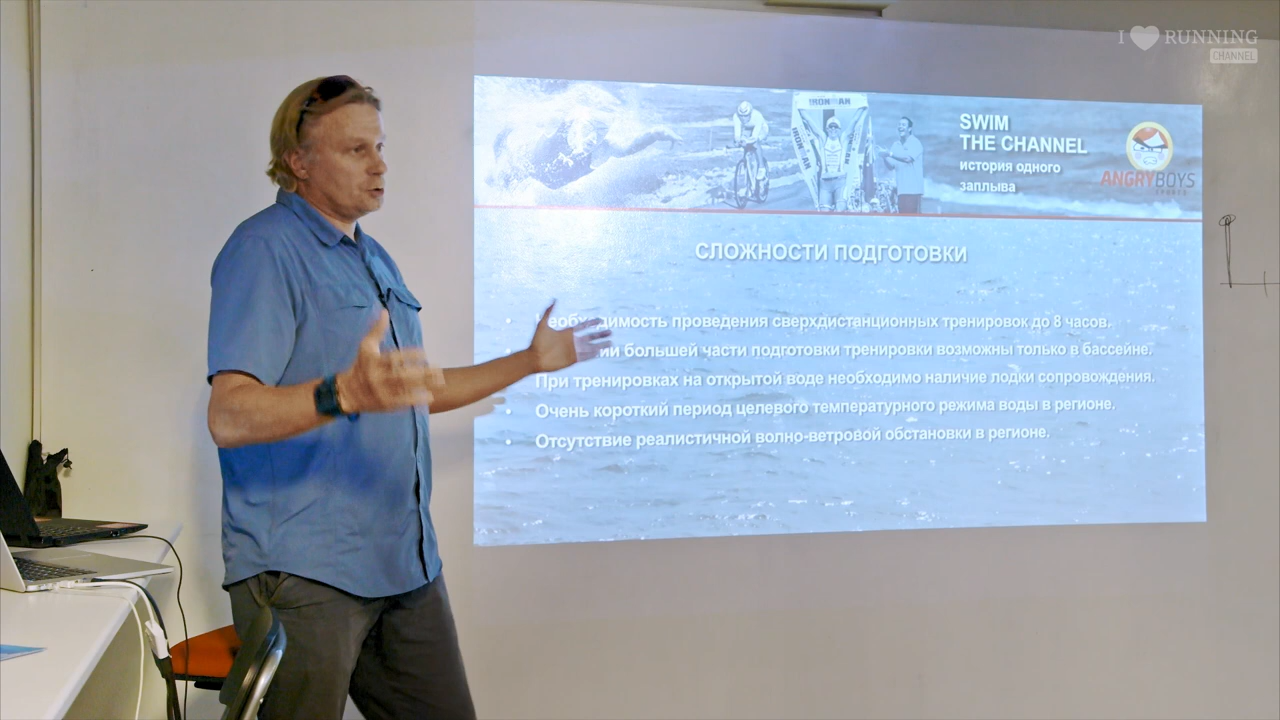 I RUNNING
CHANNEL
IRONMAN
SWIM
THE CHANNEL
история одного
заплыва
ANGRYBOYS
SPORTS
СЛОЖНОСТИ ПОДГОТОВКИ
проведения сверхдистанционных тренировок до 8 часов.
большей части подготовки тренировки возможны только в бассейне.
При тренировках на открытой воде необходимо наличие лодки сопровождения.
Очень короткий период целевого температурного режима воды в регионе.
Отсутствие реалистичной волно-ветровой обстановки в регионе.